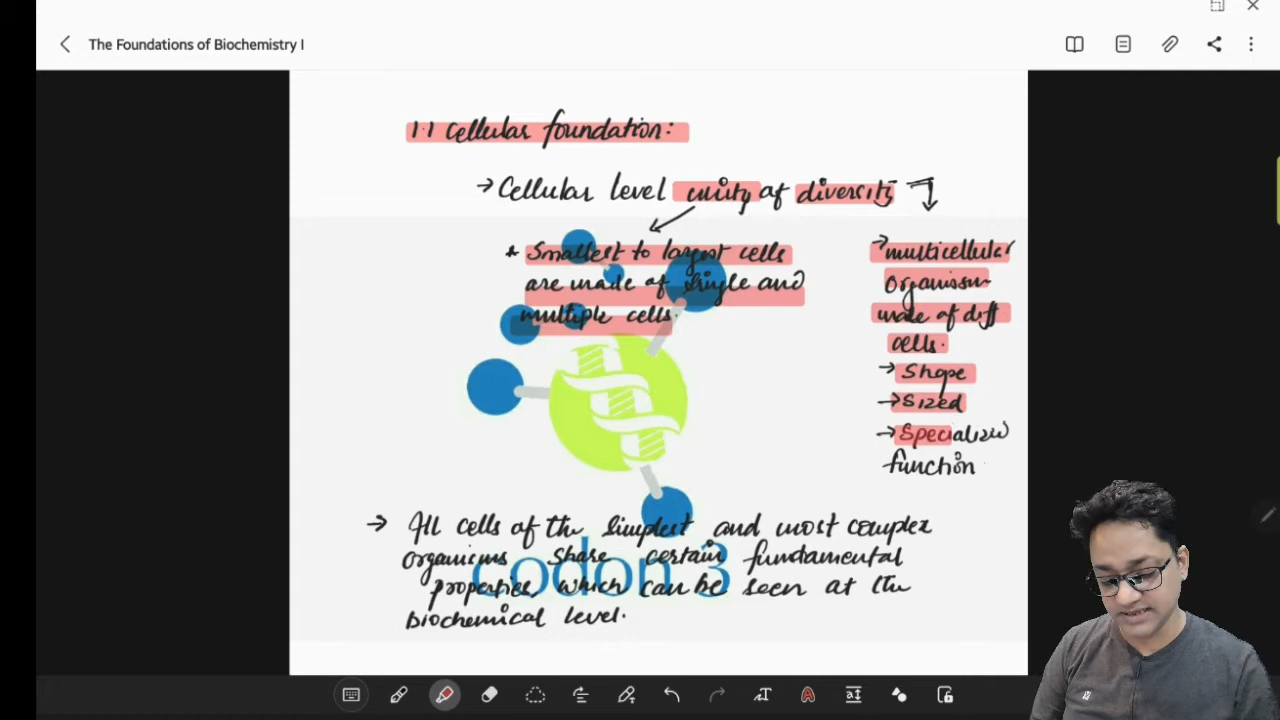 The Foundations of Biochemistry I
1.1 Cellular foundation:
→ Cellular level unity of diversity
* Smallest to largest cells
are made of single and
multiple cells.
→ multicellular
organism
made of diff
cells.
→ Shape
→ Sized
→ Specialized
function
→ All cells of the simplest and most complex
organisms share certain fundamental
properties, which can be seen at the
biochemical level.
codon 3